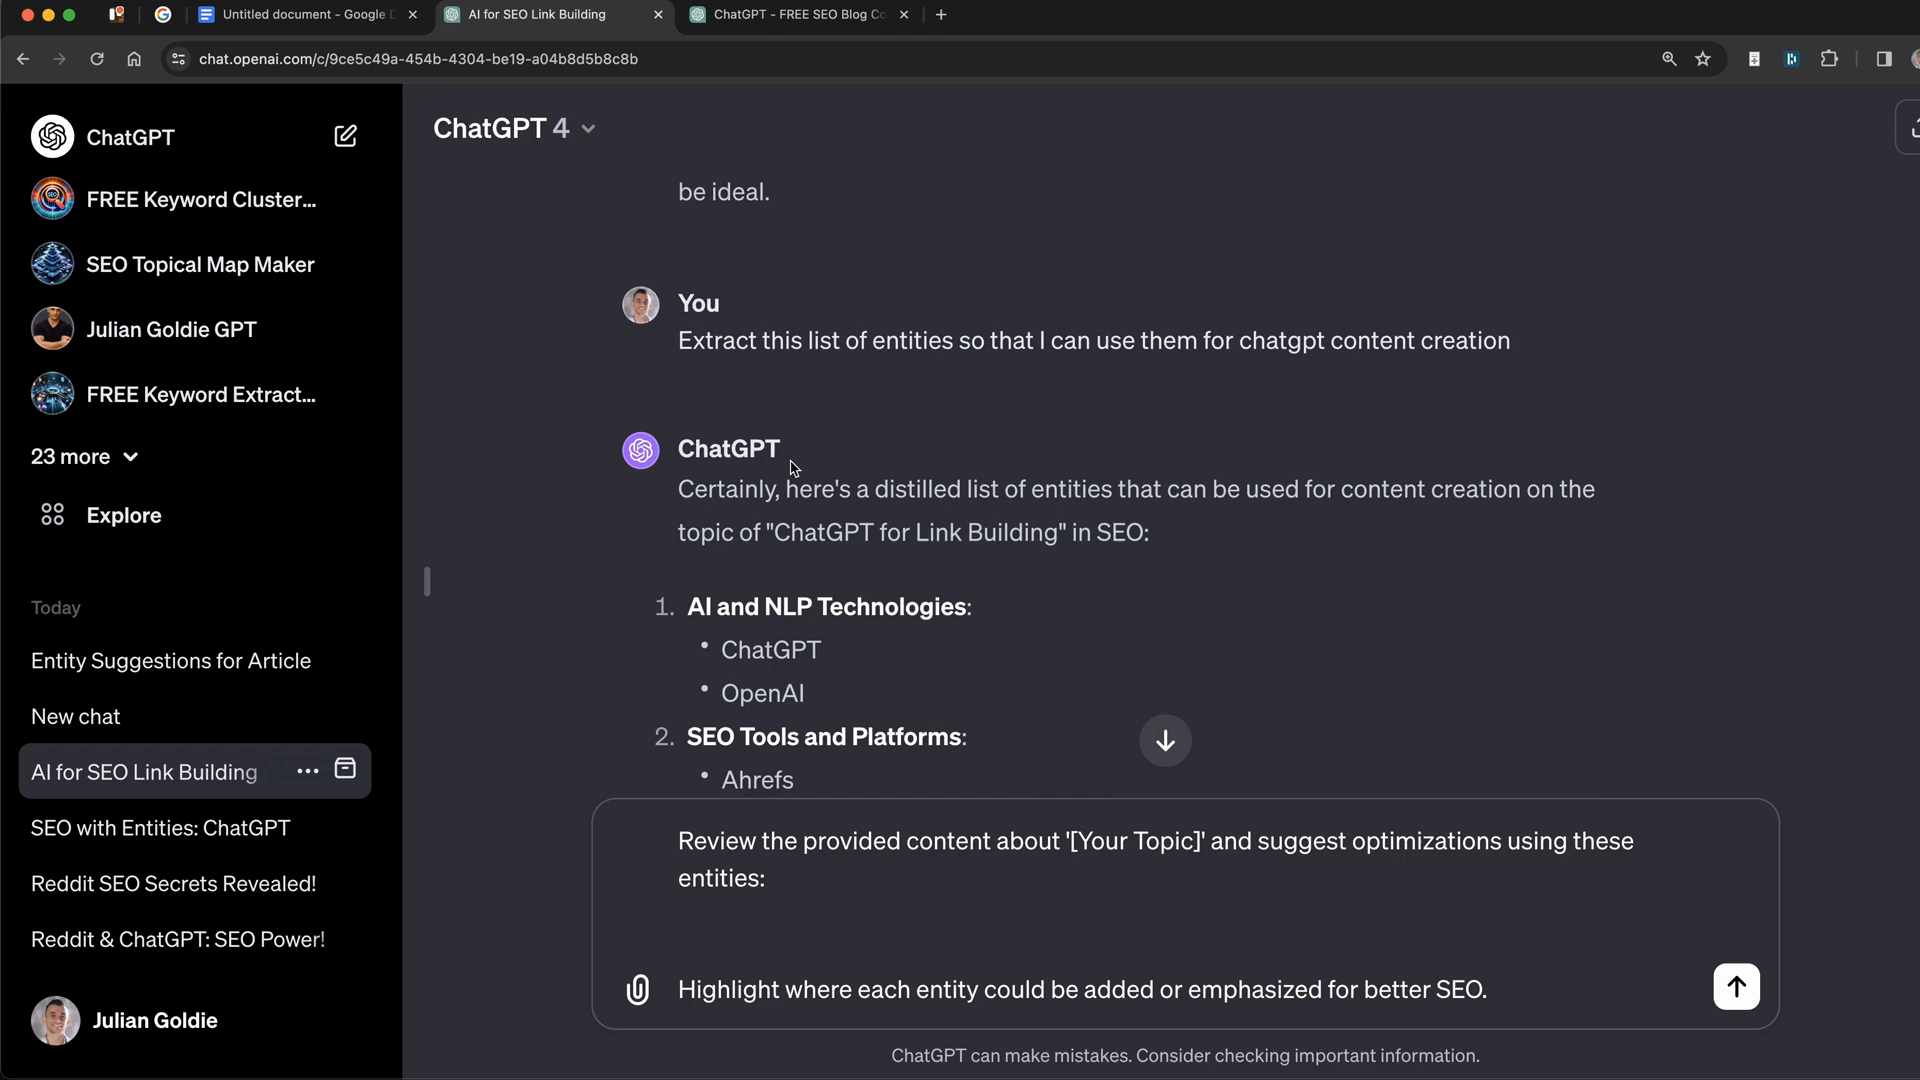 Untitled document - Google D
AI for SEO Link Building
ChatGPT - FREE SEO Blog Co
chat.openai.com/c/9ce5c49a-454b-4304-be19-a04b8d5b8c8b
ChatGPT
FREE Keyword Cluster...
SEO Topical Map Maker
Julian Goldie GPT
FREE Keyword Extract...
23 more
Explore
Today
Entity Suggestions for Article
New chat
AI for SEO Link Building
SEO with Entities: ChatGPT
Reddit SEO Secrets Revealed!
Reddit & ChatGPT: SEO Power!
Julian Goldie
ChatGPT 4
be ideal.
You
Extract this list of entities so that I can use them for chatgpt content creation
ChatGPT
Certainly, here's a distilled list of entities that can be used for content creation on the
topic of "ChatGPT for Link Building" in SEO:
1. AI and NLP Technologies:
• ChatGPT
• OpenAI
2. SEO Tools and Platforms:
• Ahrefs
Review the provided content about '[Your Topic]' and suggest optimizations using these
entities:
Highlight where each entity could be added or emphasized for better SEO.
ChatGPT can make mistakes. Consider checking important information.